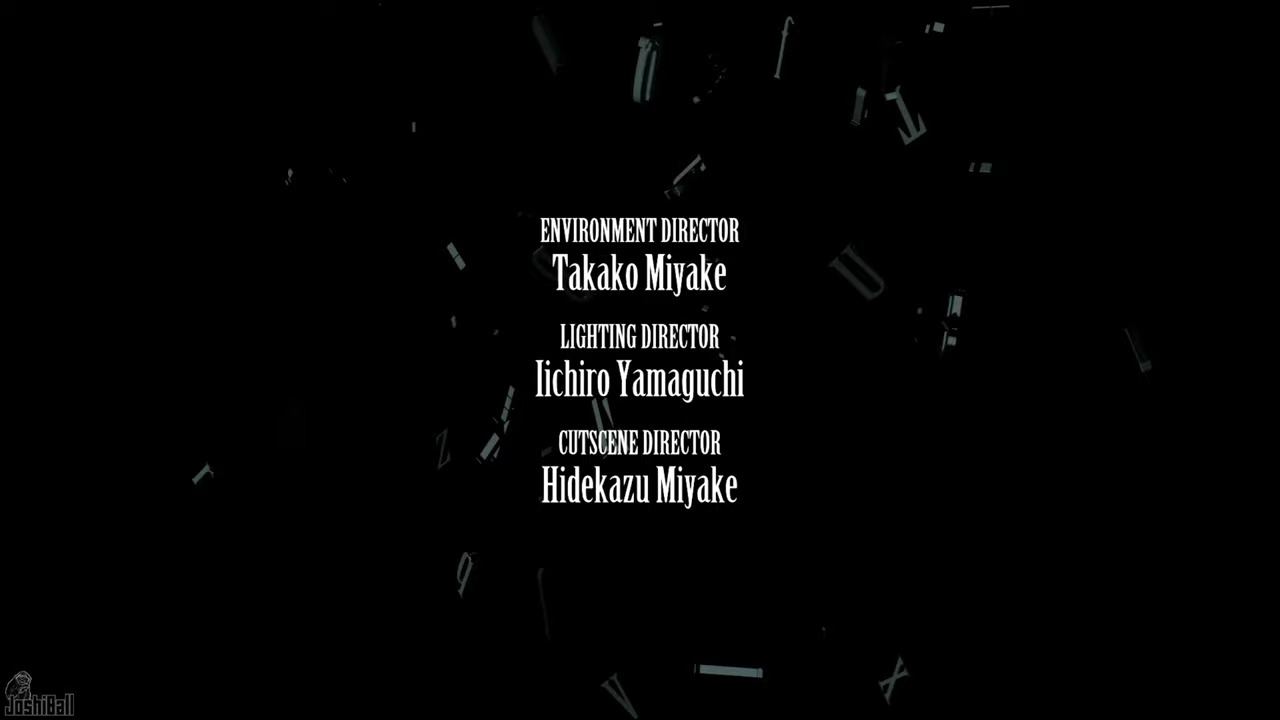 ENVIRONMENT DIRECTOR
Takako Miyake
LIGHTING DIRECTOR
Iichiro Yamaguchi
CUTSCENE DIRECTOR
Hidekazu Miyake
JoshiBall